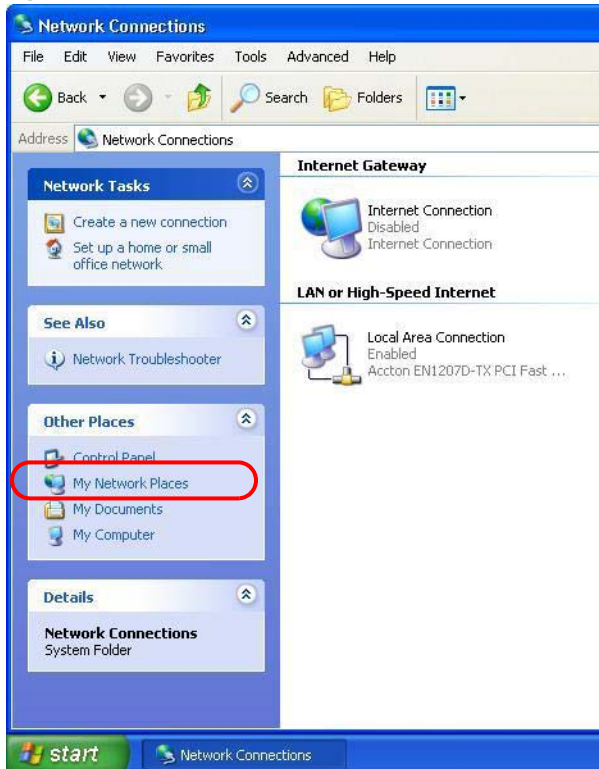 Network Connections
File Edit View Favorites Tools Advanced Help
Back Search Folders
Address Network Connections
Network Tasks
Create a new connection
Set up a home or small
office network
See Also
Network Troubleshooter
Other Places
Control Panel
My Network Places
My Documents
My Computer
Details
Network Connections
System Folder
Internet Gateway
Internet Connection
Disabled
Internet Connection
LAN or High-Speed Internet
Local Area Connection
Enabled
Accton EN1207D-TX PCI Fast ...
start Network Connections